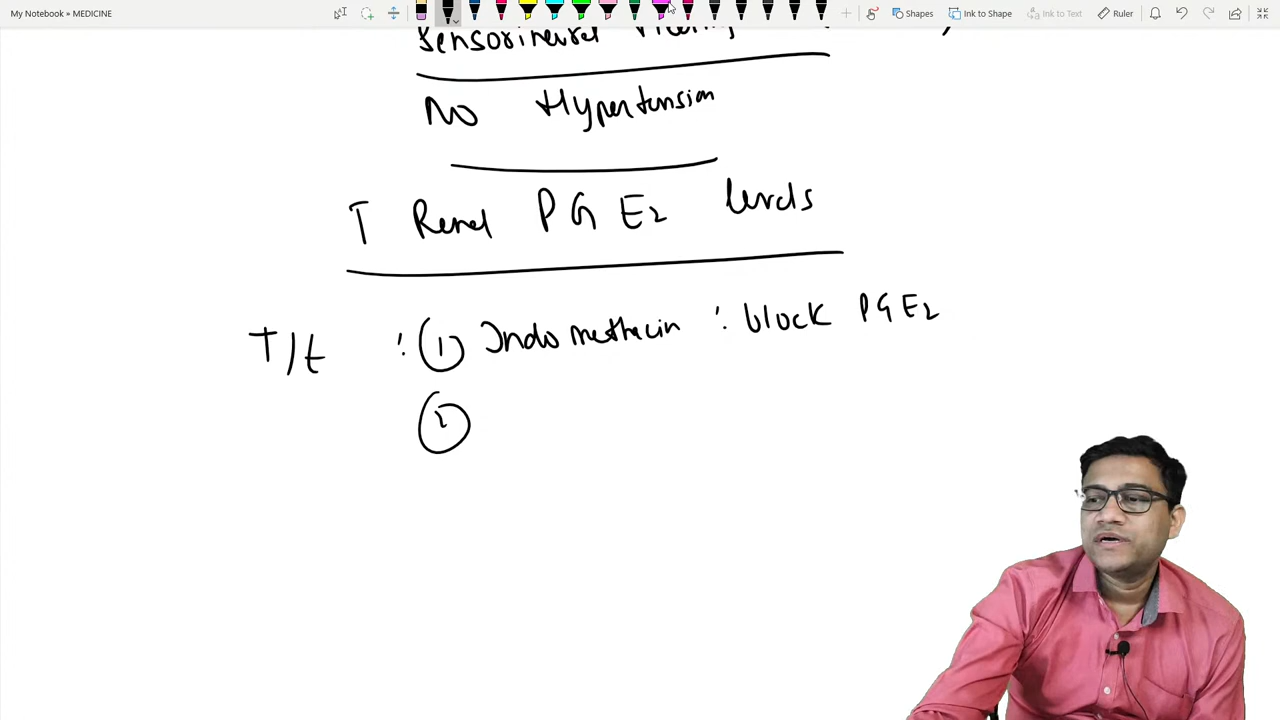 My Notebook » MEDICINE
Shapes Ink to Shape Ink to Text Ruler
Sensorineural
No Hypertension
↑ Renal PGE2 levels
T/t : (1) Indomethacin : block PGE2
(2)